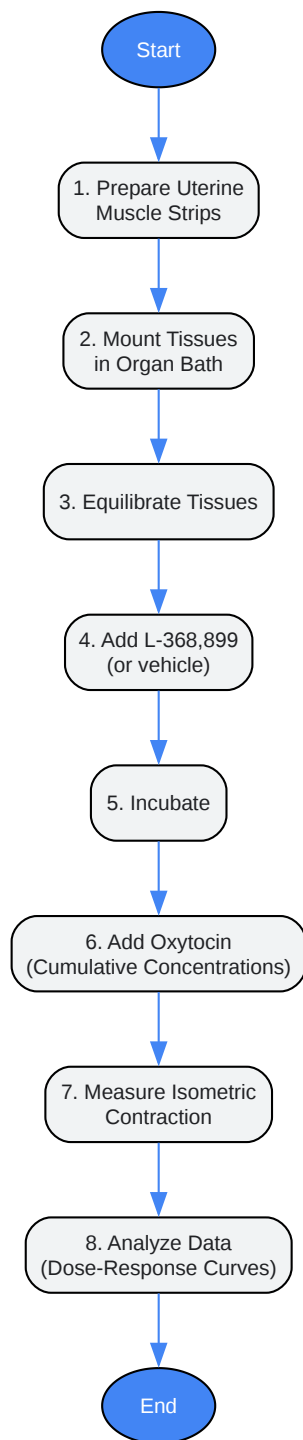 Start
1. Prepare Uterine
Muscle Strips
2. Mount Tissues
in Organ Bath
3. Equilibrate Tissues
4. Add L-368,899
(or vehicle)
5. Incubate
6. Add Oxytocin
(Cumulative Concentrations)
7. Measure Isometric
Contraction
8. Analyze Data
(Dose-Response Curves)
End